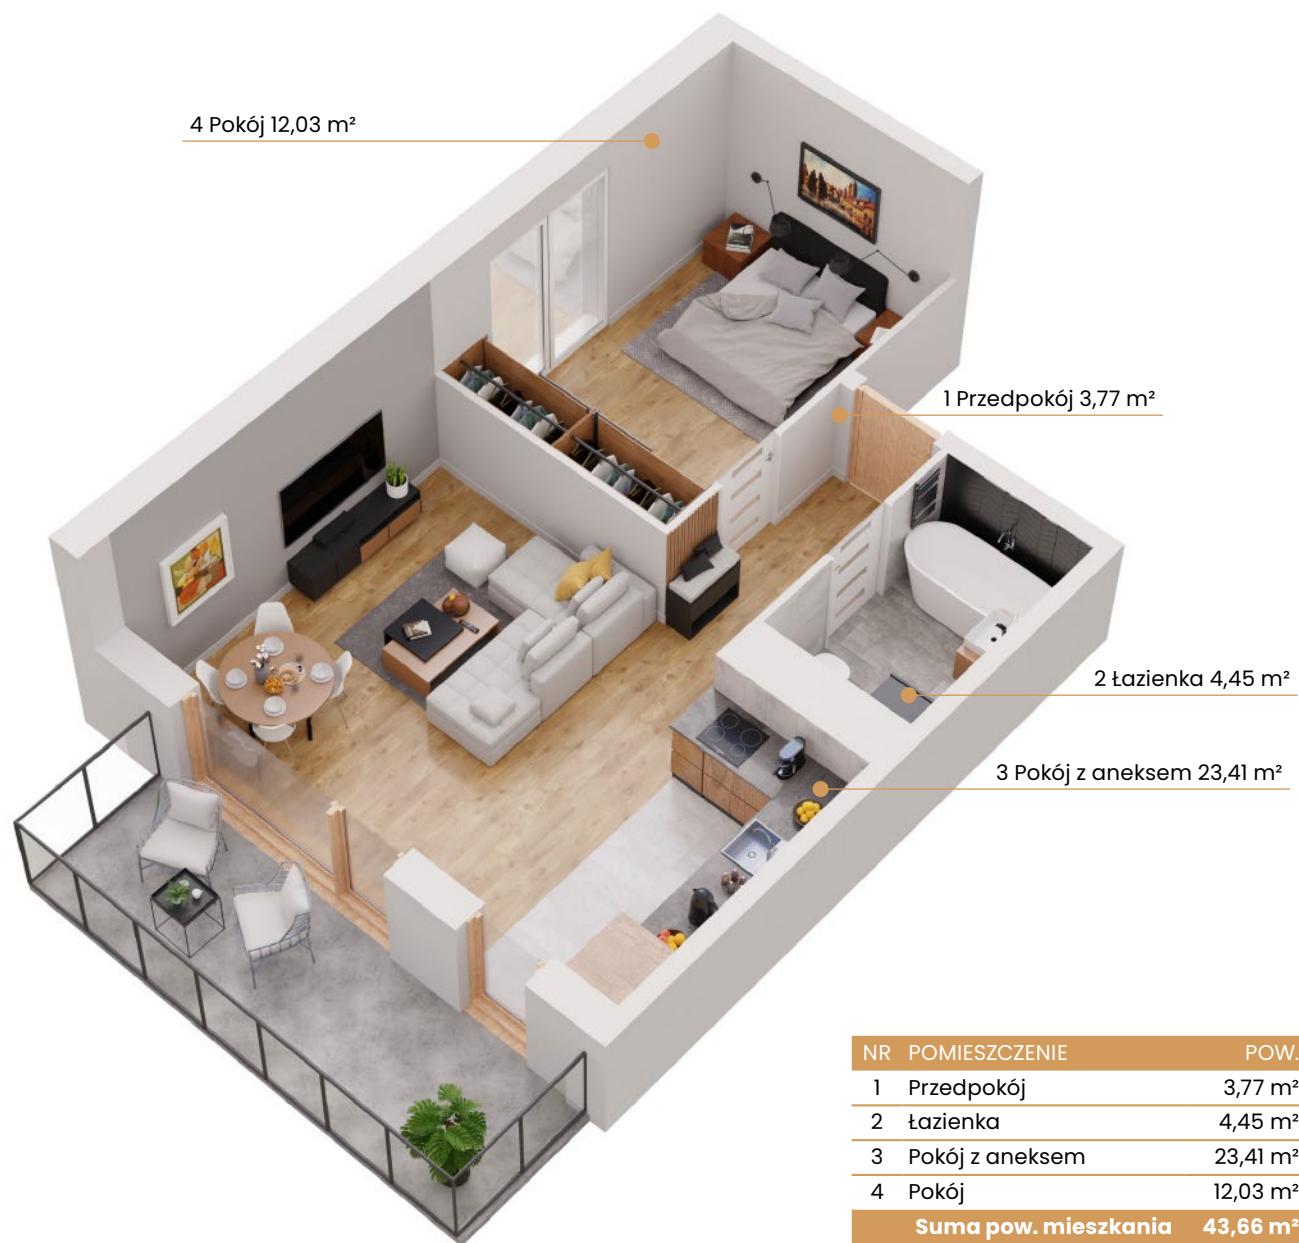 4 Pokój 12,03 m²
1 Przedpokój 3,77 m²
2 Łazienka 4,45 m²
3 Pokój z aneksem 23,41 m²
NR POMIESZCZENIE POW.
1 Przedpokój 3,77 m²
2 Łazienka 4,45 m²
3 Pokój z aneksem 23,41 m²
4 Pokój 12,03 m²
Suma pow. mieszkania 43,66 m²